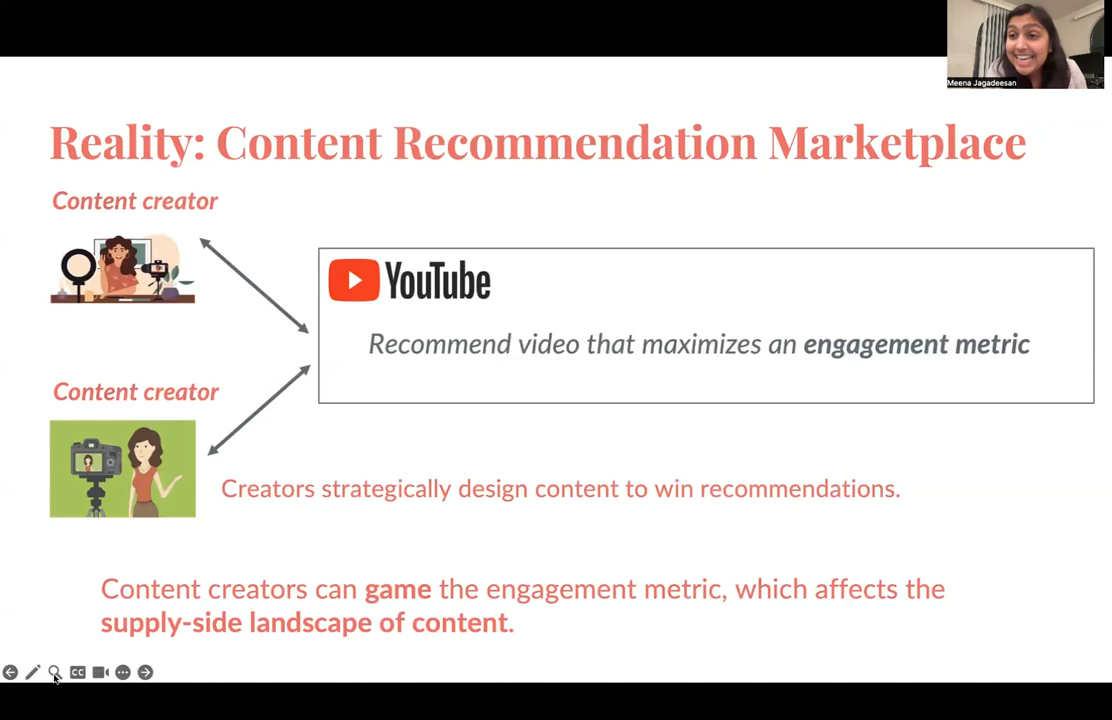 Meena Jagadeesan
Reality: Content Recommendation Marketplace
Content creator
YouTube
Recommend video that maximizes an engagement metric
Content creator
Creators strategically design content to win recommendations.
Content creators can game the engagement metric, which affects the
supply-side landscape of content.
CC